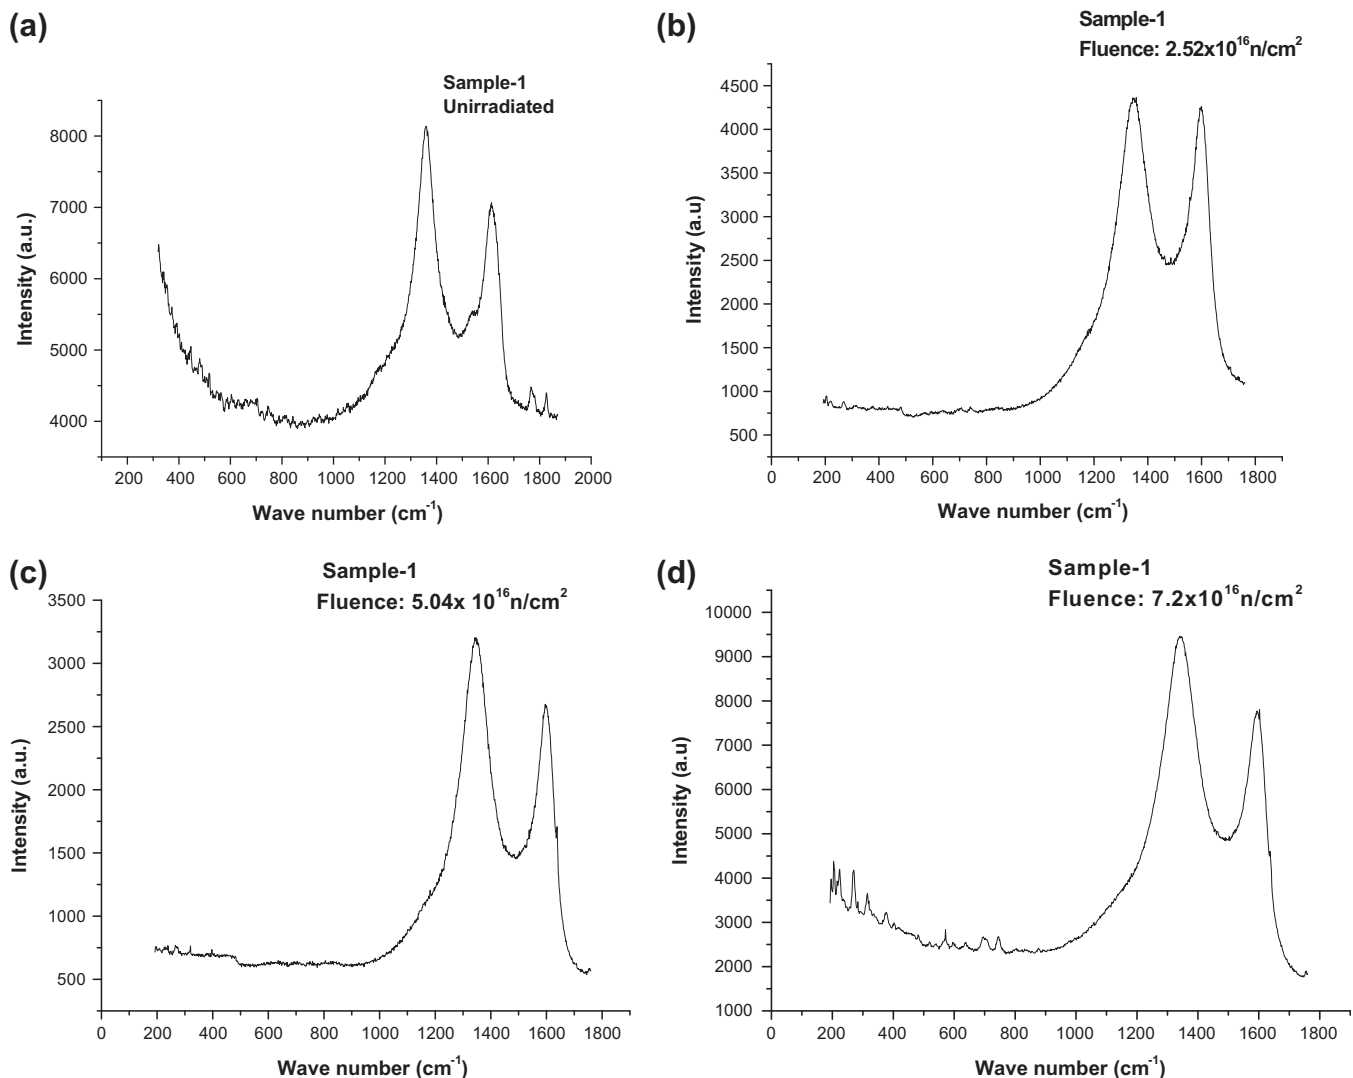 (a)
Sample-1
Unirradiated
8000
7000
6000
5000
4000
Intensity (a.u.)
200 400 600 800 1000 1200 1400 1600 1800 2000
Wave number (cm⁻¹)
(b)
Sample-1
Fluence: 2.52x10¹⁶n/cm²
4500
4000
3500
3000
2500
2000
1500
1000
500
Intensity (a.u)
0 200 400 600 800 1000 1200 1400 1600 1800
Wave number (cm⁻¹)
(c)
Sample-1
Fluence: 5.04x 10¹⁶n/cm²
3500
3000
2500
2000
1500
1000
500
Intensity (a.u.)
0 200 400 600 800 1000 1200 1400 1600 1800
Wave number (cm⁻¹)
(d)
Sample-1
Fluence: 7.2x10¹⁶n/cm²
10000
9000
8000
7000
6000
5000
4000
3000
2000
1000
Intensity (a.u)
0 200 400 600 800 1000 1200 1400 1600 1800
Wave number (cm⁻¹)